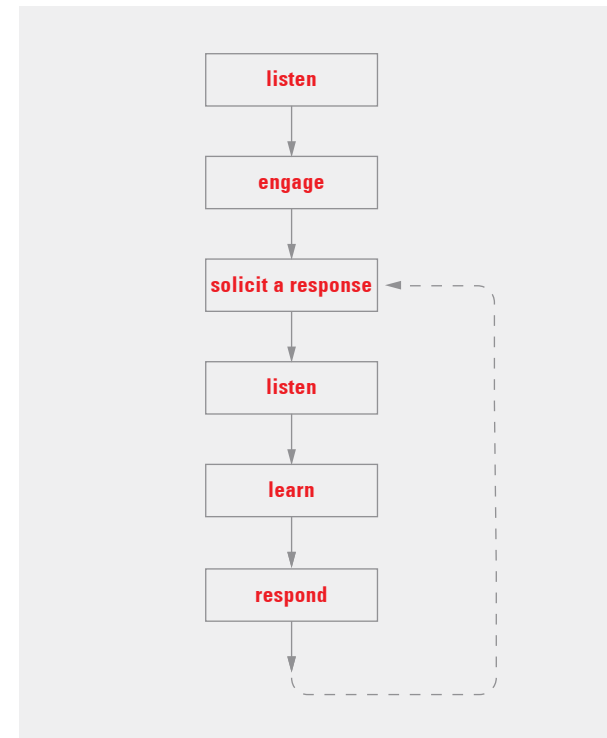 listen
engage
solicit a response
listen
learn
respond